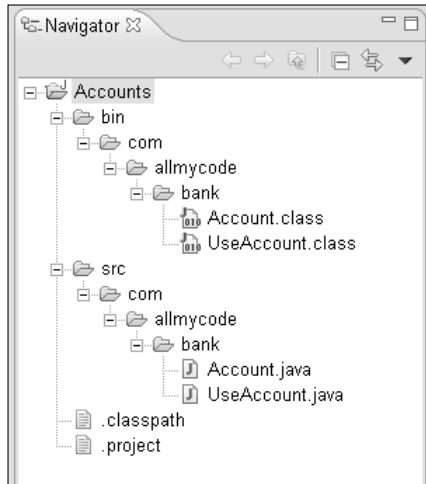 Navigator
Accounts
bin
com
allmycode
bank
Account.class
UseAccount.class
src
com
allmycode
bank
Account.java
UseAccount.java
.classpath
.project